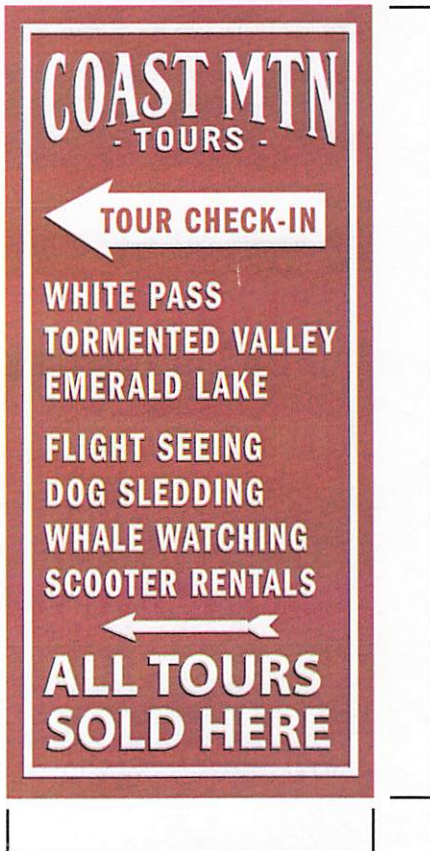 COAST MTN
- TOURS -
TOUR CHECK-IN
WHITE PASS
TORMENTED VALLEY
EMERALD LAKE
FLIGHT SEEING
DOG SLEDDING
WHALE WATCHING
SCOOTER RENTALS
ALL TOURS
SOLD HERE